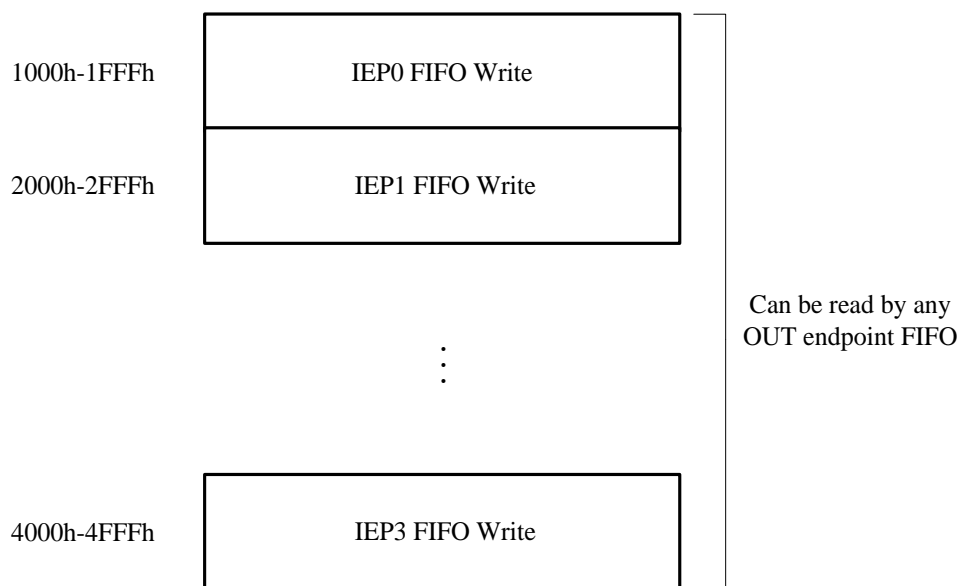 1000h-1FFFh
IEP0 FIFO Write
2000h-2FFFh
IEP1 FIFO Write
Can be read by any
OUT endpoint FIFO
4000h-4FFFh
IEP3 FIFO Write